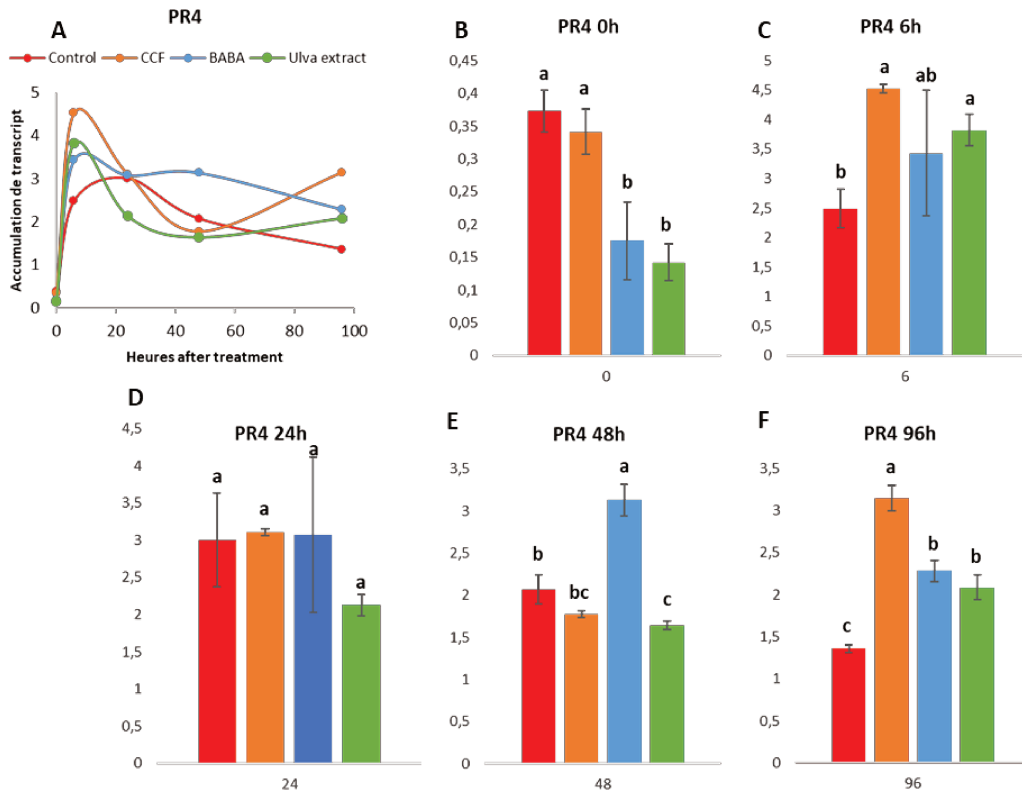 A
PR4
Control CCF BABA Ulva extract
5
4
3
2
1
0
0 20 40 60 80 100
Accumulation de transcript
Heures after treatment
B
PR4 0h
0,45
0,4
0,35
0,3
0,25
0,2
0,15
0,1
0,05
0
a a b b
0
C
PR4 6h
5
4,5
4
3,5
3
2,5
2
1,5
1
0,5
0
b a ab a
6
D
PR4 24h
4,5
4
3,5
3
2,5
2
1,5
1
0,5
0
a a a a
24
E
PR4 48h
3,5
3
2,5
2
1,5
1
0,5
0
b bc a c
48
F
PR4 96h
3,5
3
2,5
2
1,5
1
0,5
0
c a b b
96